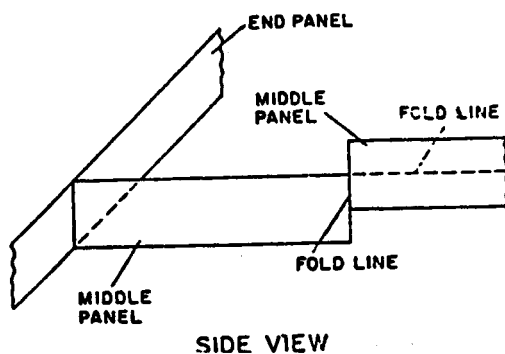 END PANEL
MIDDLE
PANEL
FOLD LINE
FOLD LINE
MIDDLE
PANEL
SIDE VIEW